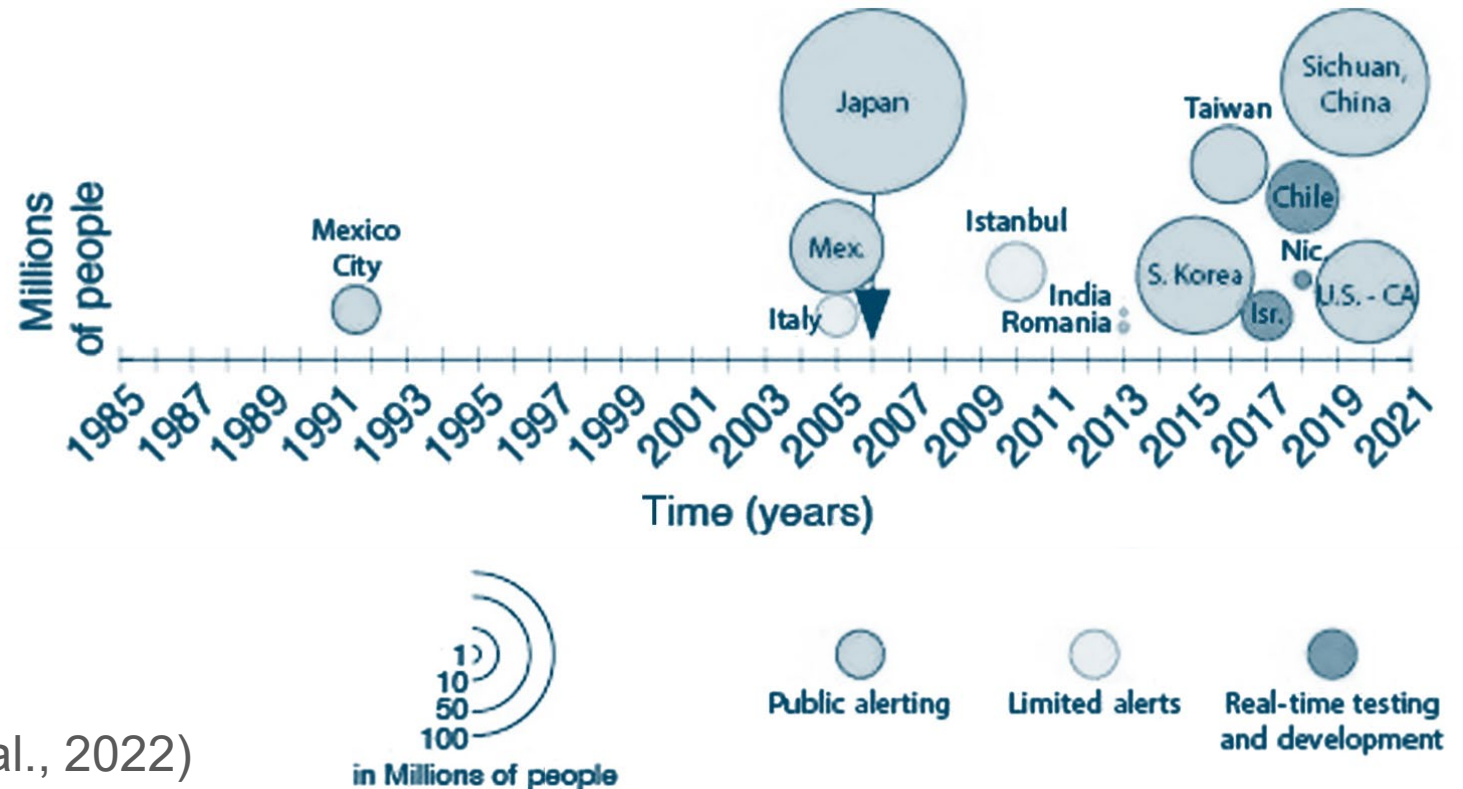 Millions
of people
Mexico
City
Japan
Mex.
Italy
Istanbul
India
Romania
Taiwan
S. Korea
Sichuan,
China
Chile
Nic.
Isr.
U.S. - CA
1985
1987
1989
1991
1993
1995
1997
1999
2001
2003
2005
2007
2009
2011
2013
2015
2017
2019
2021
Time (years)
1
10
50
100
in Millions of people
Public alerting
Limited alerts
Real-time testing
and development
al., 2022)